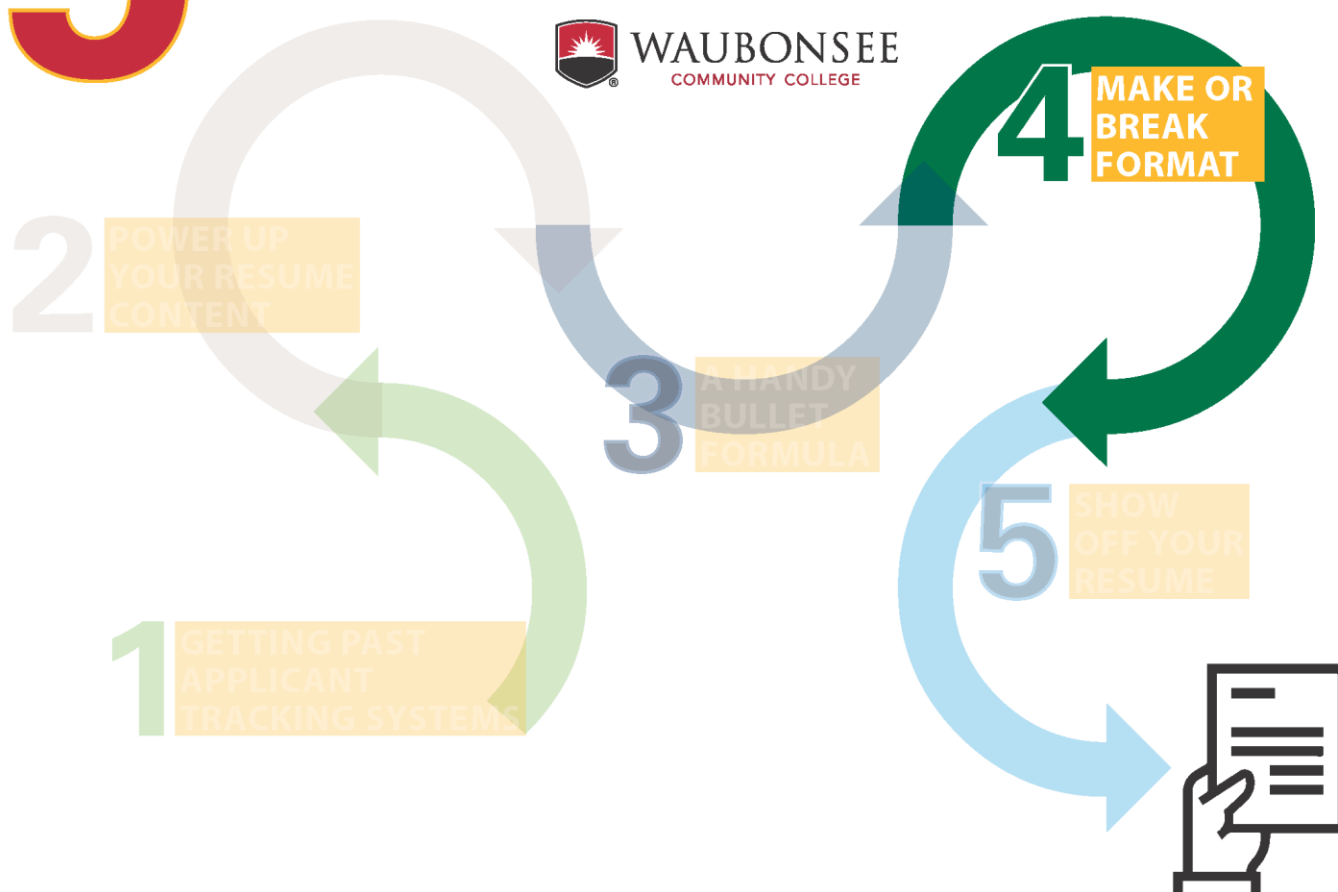 WAUBONSEE
COMMUNITY COLLEGE
4
MAKE OR
BREAK
FORMAT
2
POWER UP
YOUR RESUME
CONTENT
3
A HANDY
BULLET
FORMULA
5
SHOW
OFF YOUR
RESUME
1
GETTING PAST
APPLICANT
TRACKING SYSTEMS